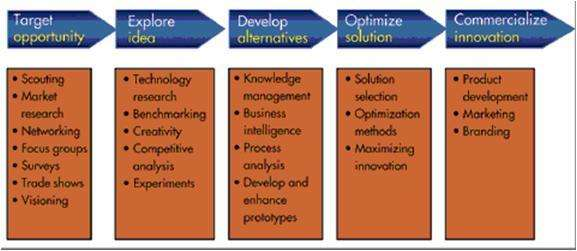 Target
opportunity
Explore
idea
Develop
alternatives
Optimize
solution
Commercialize
innovation
• Scouting
• Market
research
• Networking
• Focus groups
• Surveys
• Trade shows
• Visioning
• Technology
research
• Benchmarking
• Creativity
• Competitive
analysis
• Experiments
• Knowledge
management
• Business
intelligence
• Process
analysis
• Develop and
enhance
prototypes
• Solution
selection
• Optimization
methods
• Maximizing
innovation
• Product
development
• Marketing
• Branding